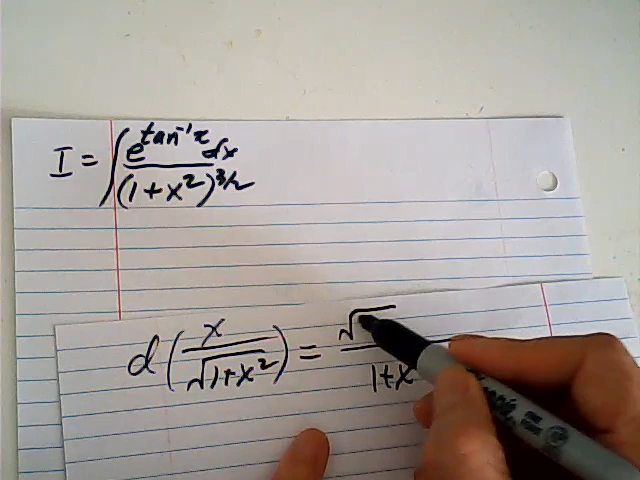 I = ∫ e^(tan⁻¹x) dx / (1+x²)^(3/2)
d(x / √(1+x²)) = √ / 1+x